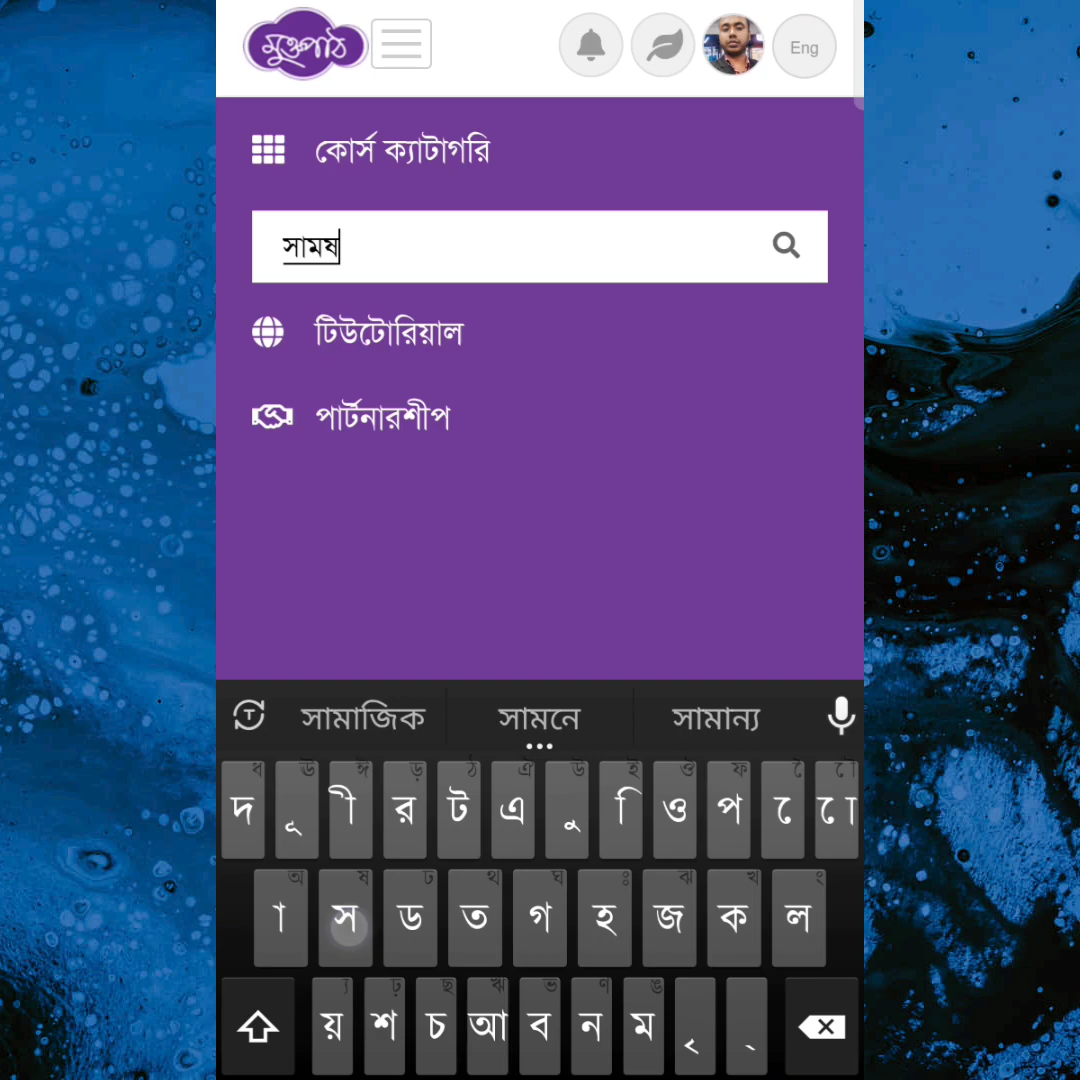 মুক্তপাঠ
Eng
কোর্স ক্যাটাগরি
সামষ
টিউটোরিয়াল
পার্টনারশীপ
সামাজিক সামনে সামান্য
দ ূ ী র ট এ ু ি ও প ে ো
া স ড ত গ হ জ ক ল
য় শ চ আ ব ন ম ৃ ্